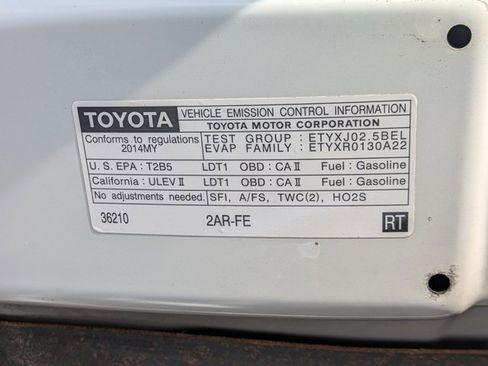 TOYOTA VEHICLE EMISSION CONTROL INFORMATION
TOYOTA MOTOR CORPORATION
Conforms to regulations
2014MY
TEST GROUP : ETYXJ02.5BEL
EVAP FAMILY : ETYXR0130A22
U.S. EPA : T2B5 LDT1 OBD : CA II Fuel : Gasoline
California : ULEV II LDT1 OBD : CA II Fuel : Gasoline
No adjustments needed. SFI, A/FS, TWC(2), HO2S
36210 2AR-FE RT